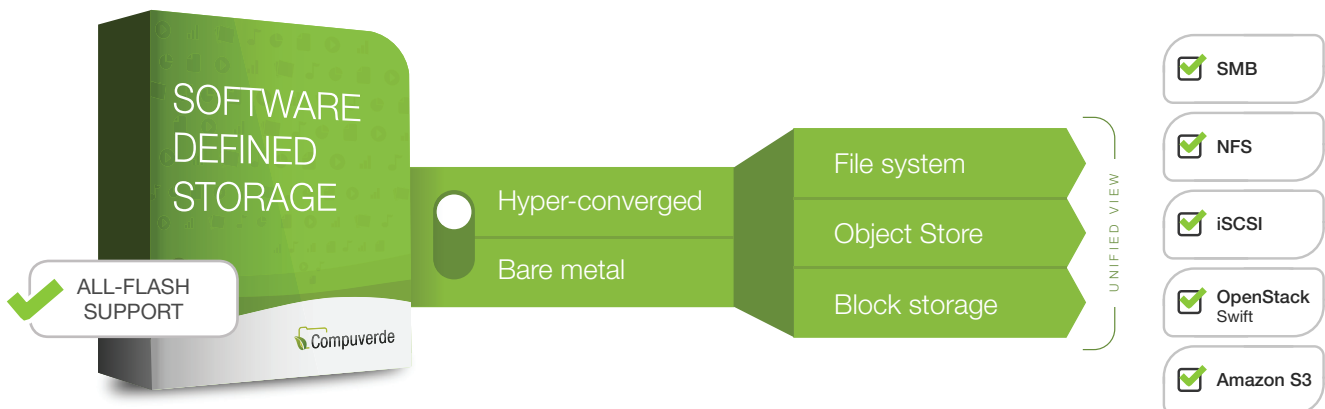 SOFTWARE
DEFINED
STORAGE
ALL-FLASH
SUPPORT
Compuverde
Hyper-converged
Bare metal
File system
Object Store
Block storage
UNIFIED VIEW
SMB
NFS
iSCSI
OpenStack
Swift
Amazon S3